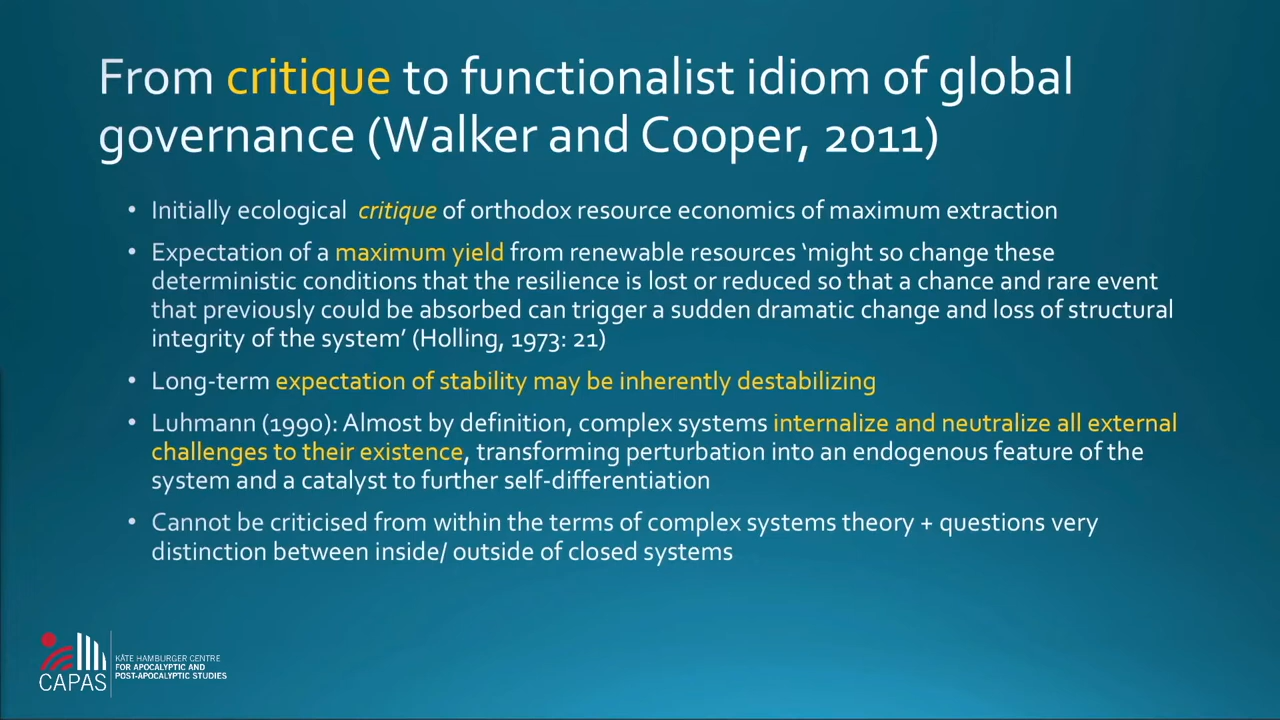 From critique to functionalist idiom of global
governance (Walker and Cooper, 2011)
• Initially ecological critique of orthodox resource economics of maximum extraction
• Expectation of a maximum yield from renewable resources ‘might so change these
deterministic conditions that the resilience is lost or reduced so that a chance and rare event
that previously could be absorbed can trigger a sudden dramatic change and loss of structural
integrity of the system’ (Holling, 1973: 21)
• Long-term expectation of stability may be inherently destabilizing
• Luhmann (1990): Almost by definition, complex systems internalize and neutralize all external
challenges to their existence, transforming perturbation into an endogenous feature of the
system and a catalyst to further self-differentiation
• Cannot be criticised from within the terms of complex systems theory + questions very
distinction between inside/ outside of closed systems
CAPAS
KÄTE HAMBURGER CENTRE
FOR APOCALYPTIC AND
POST-APOCALYPTIC STUDIES